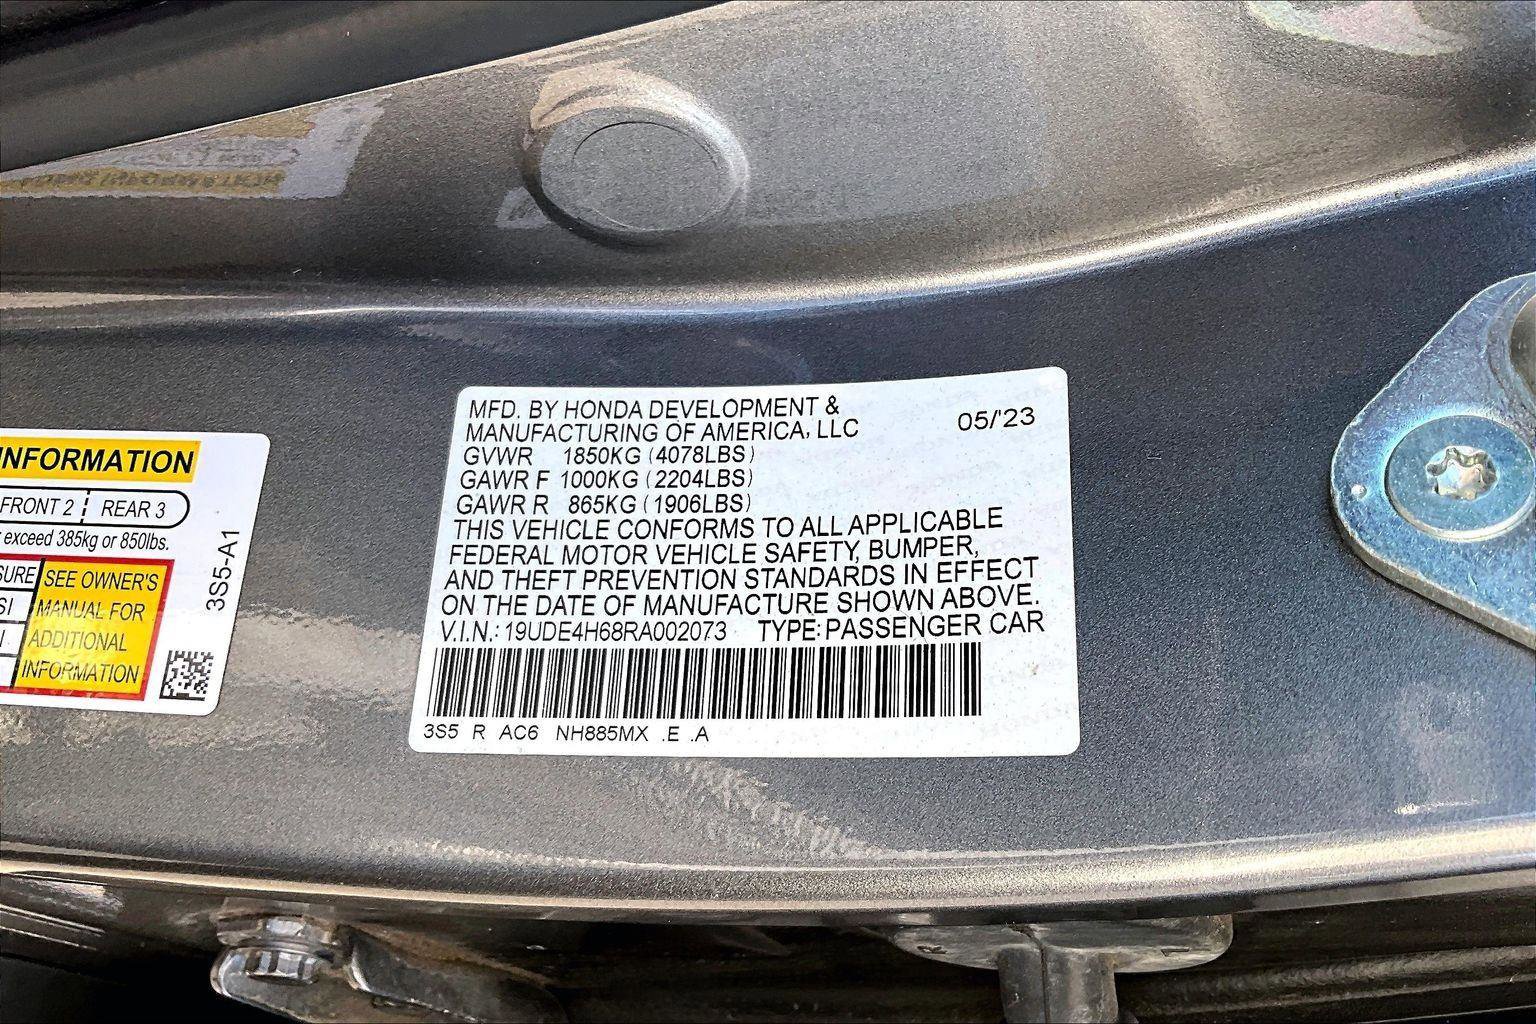 INFORMATION
FRONT 2 REAR 3
exceed 385kg or 850lbs.
SEE OWNER'S
MANUAL FOR
ADDITIONAL
INFORMATION
3S5-A1
MFD. BY HONDA DEVELOPMENT &
MANUFACTURING OF AMERICA, LLC 05/'23
GVWR 1850KG (4078LBS)
GAWR F 1000KG (2204LBS)
GAWR R 865KG (1906LBS)
THIS VEHICLE CONFORMS TO ALL APPLICABLE
FEDERAL MOTOR VEHICLE SAFETY, BUMPER,
AND THEFT PREVENTION STANDARDS IN EFFECT
ON THE DATE OF MANUFACTURE SHOWN ABOVE.
V.I.N.: 19UDE4H68RA002073 TYPE: PASSENGER CAR
3S5 R AC6 NH885MX .E .A